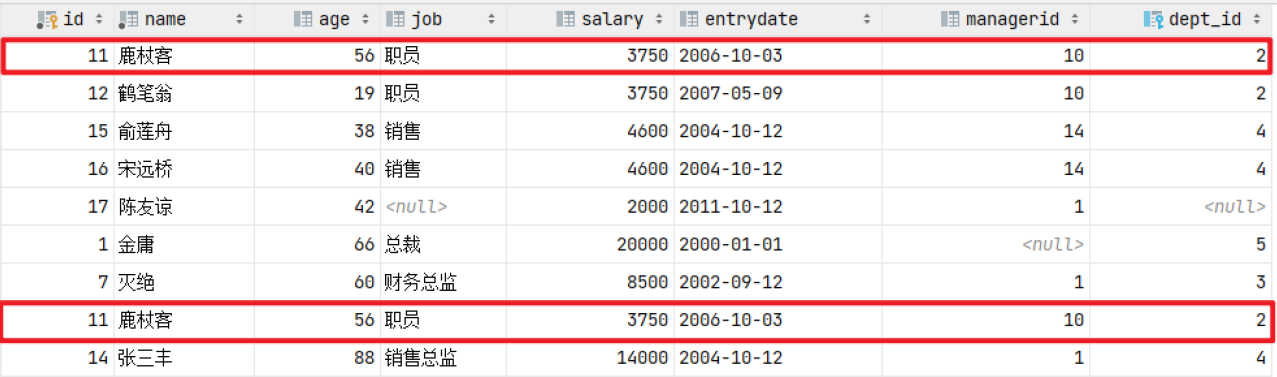 id name age job salary entrydate managerid dept_id
11 鹿杖客 56 职员 3750 2006-10-03 10 2
12 鹤笔翁 19 职员 3750 2007-05-09 10 2
15 俞莲舟 38 销售 4600 2004-10-12 14 4
16 宋远桥 40 销售 4600 2004-10-12 14 4
17 陈友谅 42 <null> 2000 2011-10-12 1 <null>
1 金庸 66 总裁 20000 2000-01-01 <null> 5
7 灭绝 60 财务总监 8500 2002-09-12 1 3
11 鹿杖客 56 职员 3750 2006-10-03 10 2
14 张三丰 88 销售总监 14000 2004-10-12 1 4